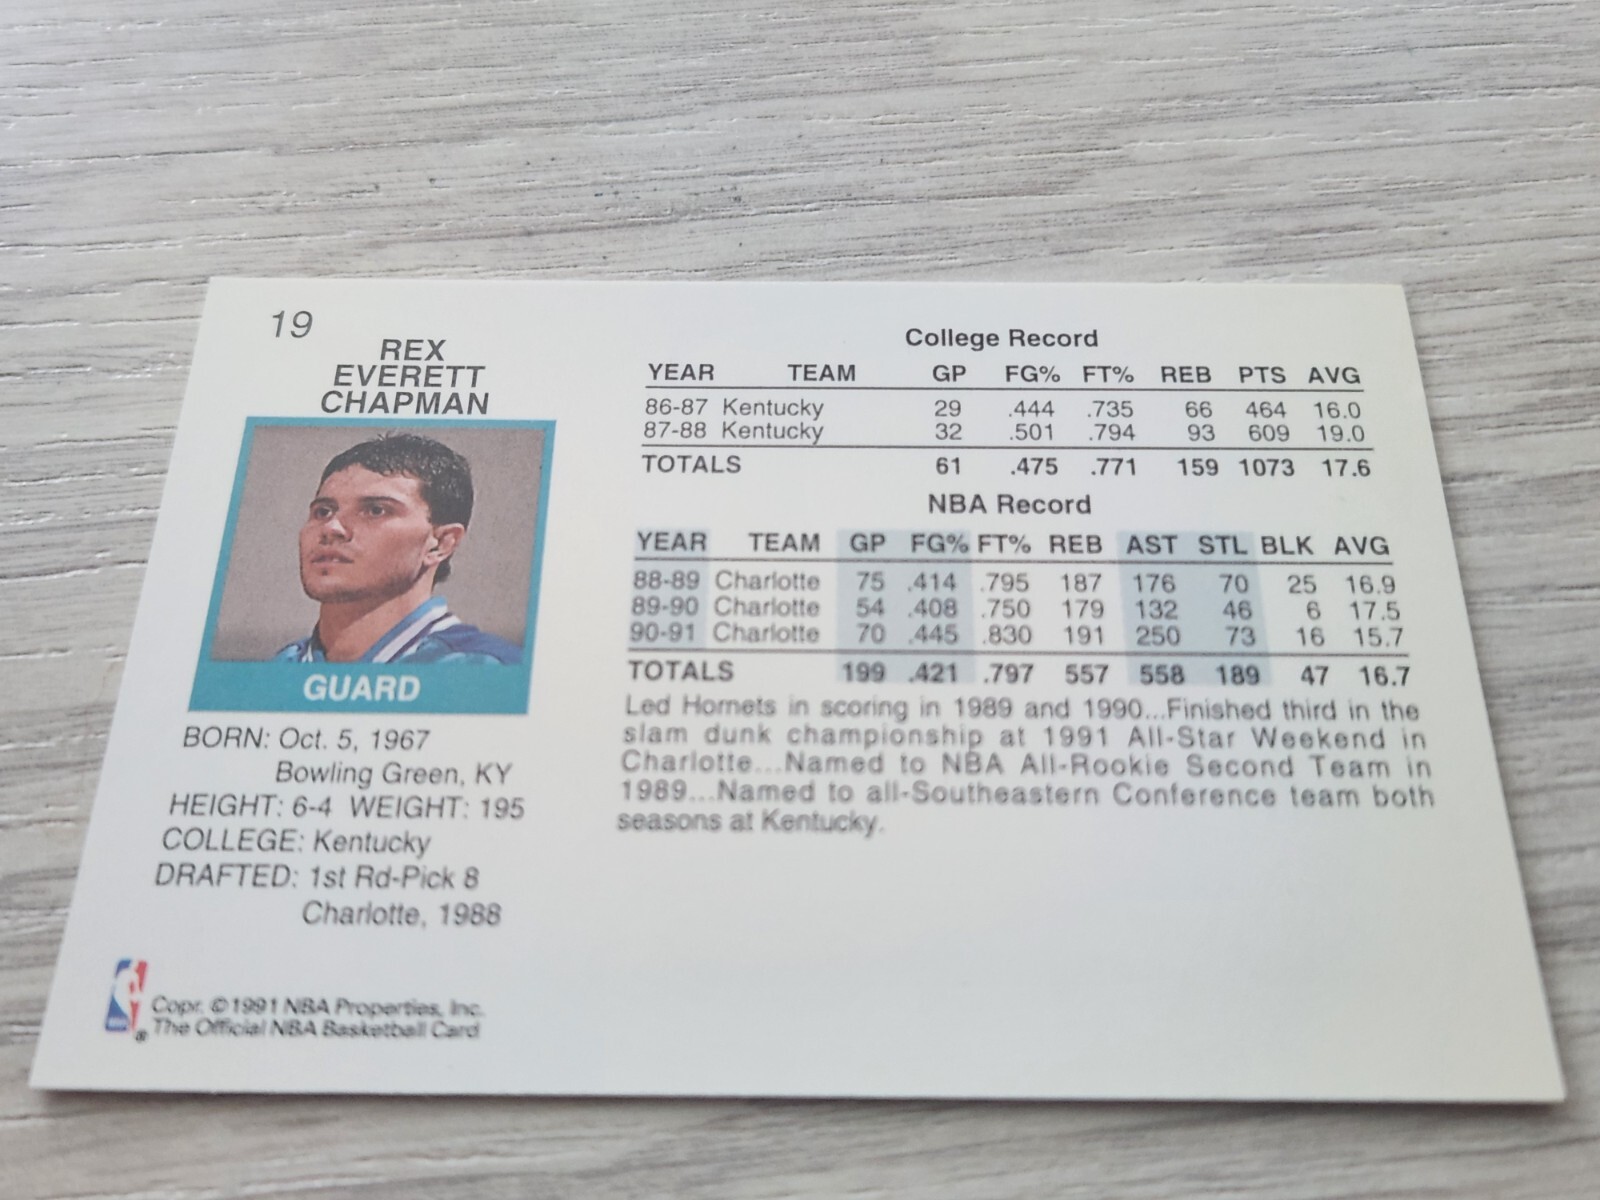 19
REX
EVERETT
CHAPMAN
GUARD
BORN: Oct. 5, 1967
Bowling Green, KY
HEIGHT: 6-4 WEIGHT: 195
COLLEGE: Kentucky
DRAFTED: 1st Rd-Pick 8
Charlotte, 1988
Copr. ©1991 NBA Properties, Inc.
The Official NBA Basketball Card
College Record
YEAR TEAM GP FG% FT% REB PTS AVG
86-87 Kentucky 29 .444 .735 66 464 16.0
87-88 Kentucky 32 .501 .794 93 609 19.0
TOTALS 61 .475 .771 159 1073 17.6
NBA Record
YEAR TEAM GP FG% FT% REB AST STL BLK AVG
88-89 Charlotte 75 .414 .795 187 176 70 25 16.9
89-90 Charlotte 54 .408 .750 179 132 46 6 17.5
90-91 Charlotte 70 .445 .830 191 250 73 16 15.7
TOTALS 199 .421 .797 557 558 189 47 16.7
Led Hornets in scoring in 1989 and 1990...Finished third in the
slam dunk championship at 1991 All-Star Weekend in
Charlotte...Named to NBA All-Rookie Second Team in
1989...Named to all-Southeastern Conference team both
seasons at Kentucky.